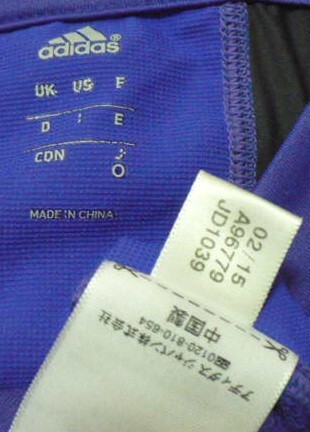 adidas®
UK US F
D I E
CDN J
O
MADE IN CHINA
02/15
A96779
JD1039
アディダス ジャパン株式会社
0120-810-654
中国製